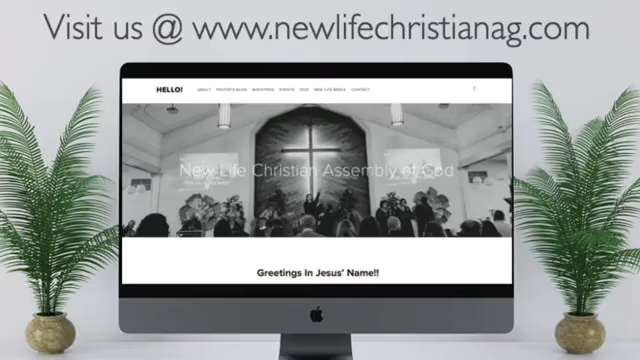 Visit us @ www.newlifechristianag.com
HELLO!
ABOUT PASTOR'S BLOG MINISTRIES EVENTS GIVE NEW LIFE MEDIA CONTACT
New Life Christian Assembly of God
Greetings In Jesus' Name!!